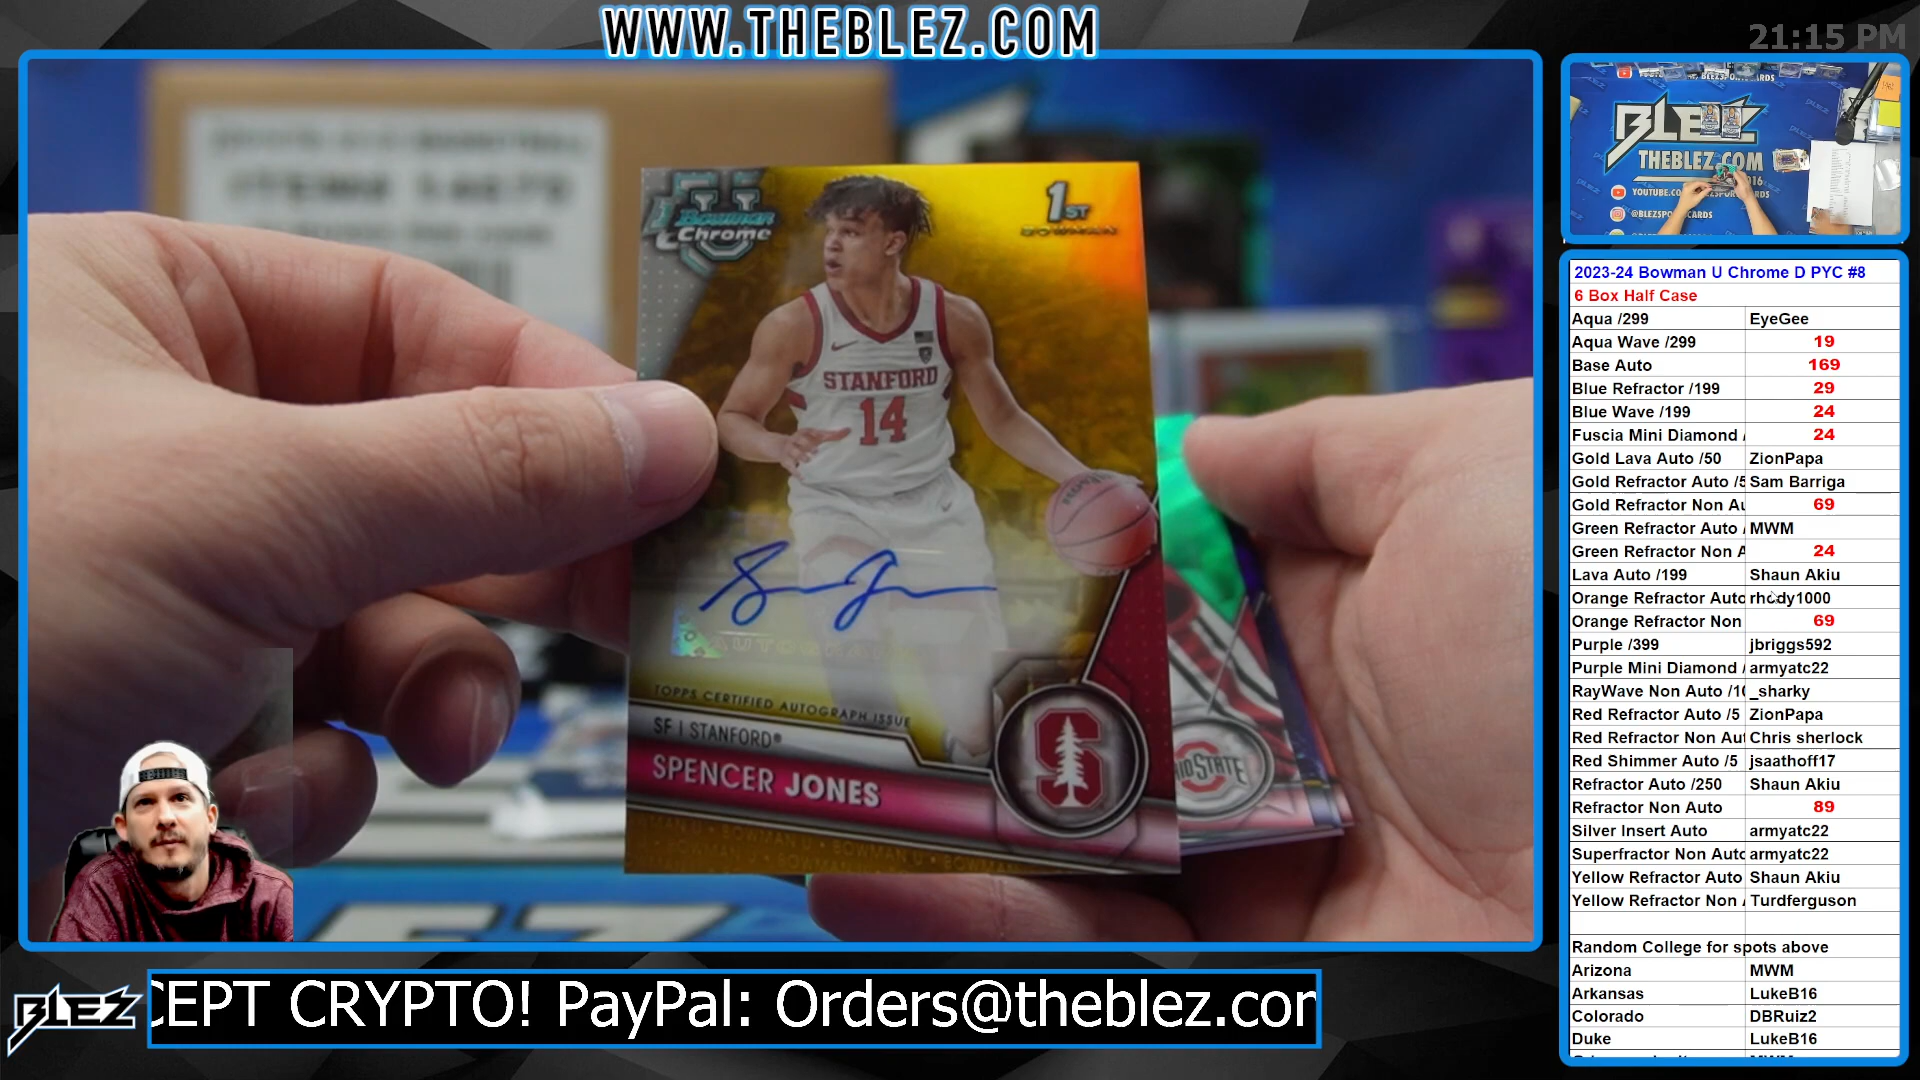 WWW.THEBLEZ.COM
21:15 PM
Bowman
Chrome
1ST
BOWMAN
STANFORD
14
AUTOGRAPH
TOPPS CERTIFIED AUTOGRAPH ISSUE
SF | STANFORD®
SPENCER JONES
S
BLEZ
THEBLEZ.COM
@BLEZSPORTSCARDS
2023-24 Bowman U Chrome D PYC #8
6 Box Half Case
Aqua /299 EyeGee
Aqua Wave /299 19
Base Auto 169
Blue Refractor /199 29
Blue Wave /199 24
Fuscia Mini Diamond / 24
Gold Lava Auto /50 ZionPapa
Gold Refractor Auto /5 Sam Barriga
Gold Refractor Non Au 69
Green Refractor Auto / MWM
Green Refractor Non A 24
Lava Auto /199 Shaun Akiu
Orange Refractor Auto rhody1000
Orange Refractor Non 69
Purple /399 jbriggs592
Purple Mini Diamond / armyatc22
RayWave Non Auto /10 _sharky
Red Refractor Auto /5 ZionPapa
Red Refractor Non Aut Chris sherlock
Red Shimmer Auto /5 jsaathoff17
Refractor Auto /250 Shaun Akiu
Refractor Non Auto 89
Silver Insert Auto armyatc22
Superfractor Non Auto armyatc22
Yellow Refractor Auto Shaun Akiu
Yellow Refractor Non / Turdferguson
Random College for spots above
Arizona MWM
Arkansas LukeB16
Colorado DBRuiz2
Duke LukeB16
BLEZ
CEPT CRYPTO! PayPal: Orders@theblez.com